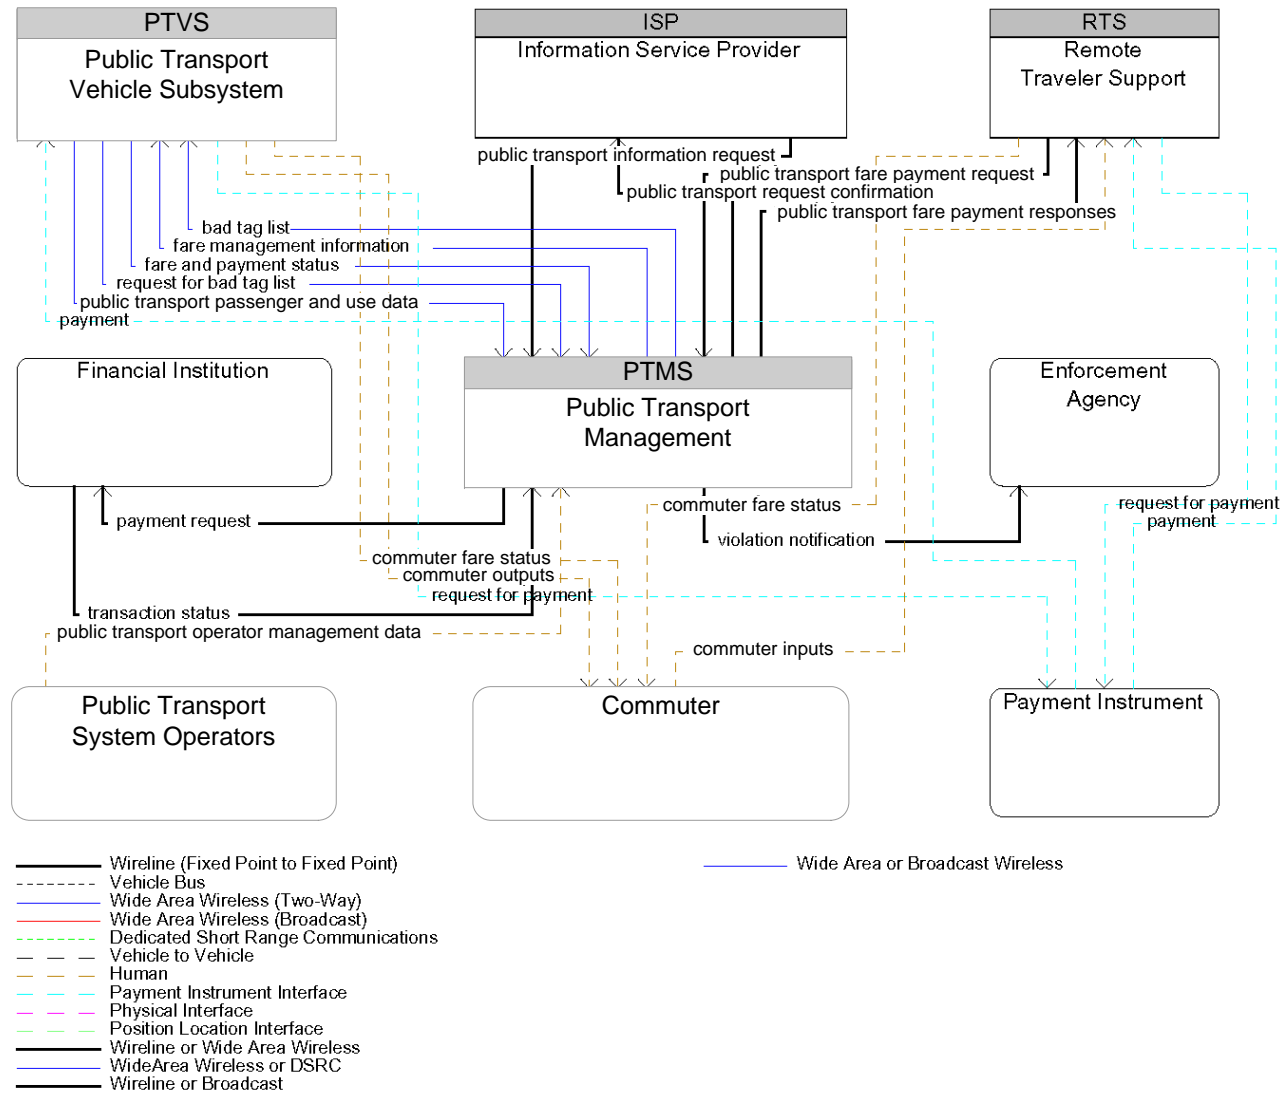 PTVS
Public Transport
Vehicle Subsystem
ISP
Information Service Provider
RTS
Remote
Traveler Support
public transport information request
public transport fare payment request
public transport request confirmation
public transport fare payment responses
bad tag list
fare management information
fare and payment status
request for bad tag list
public transport passenger and use data
payment
Financial Institution
PTMS
Public Transport
Management
Enforcement
Agency
commuter fare status
request for payment
payment
payment request
violation notification
commuter fare status
commuter outputs
request for payment
transaction status
public transport operator management data
commuter inputs
Public Transport
System Operators
Commuter
Payment Instrument
Wireline (Fixed Point to Fixed Point)
Wide Area or Broadcast Wireless
Vehicle Bus
Wide Area Wireless (Two-Way)
Wide Area Wireless (Broadcast)
Dedicated Short Range Communications
Vehicle to Vehicle
Human
Payment Instrument Interface
Physical Interface
Position Location Interface
Wireline or Wide Area Wireless
WideArea Wireless or DSRC
Wireline or Broadcast